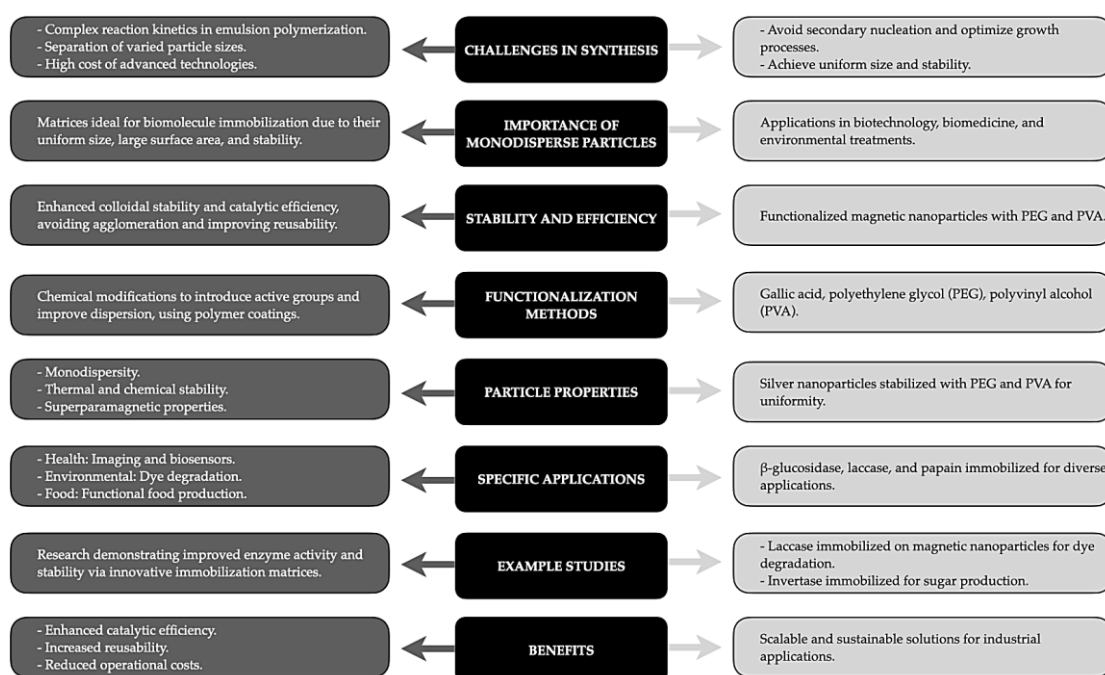 - Complex reaction kinetics in emulsion polymerization.
- Separation of varied particle sizes.
- High cost of advanced technologies.
CHALLENGES IN SYNTHESIS
- Avoid secondary nucleation and optimize growth
processes.
- Achieve uniform size and stability.
Matrices ideal for biomolecule immobilization due to their
uniform size, large surface area, and stability.
IMPORTANCE OF
MONODISPERSE PARTICLES
Applications in biotechnology, biomedicine, and
environmental treatments.
Enhanced colloidal stability and catalytic efficiency,
avoiding agglomeration and improving reusability.
STABILITY AND EFFICIENCY
Functionalized magnetic nanoparticles with PEG and PVA.
Chemical modifications to introduce active groups and
improve dispersion, using polymer coatings.
FUNCTIONALIZATION
METHODS
Gallic acid, polyethylene glycol (PEG), polyvinyl alcohol
(PVA).
- Monodispersity.
- Thermal and chemical stability.
- Superparamagnetic properties.
PARTICLE PROPERTIES
Silver nanoparticles stabilized with PEG and PVA for
uniformity.
- Health: Imaging and biosensors.
- Environmental: Dye degradation.
- Food: Functional food production.
SPECIFIC APPLICATIONS
β-glucosidase, laccase, and papain immobilized for diverse
applications.
Research demonstrating improved enzyme activity and
stability via innovative immobilization matrices.
EXAMPLE STUDIES
- Laccase immobilized on magnetic nanoparticles for dye
degradation.
- Invertase immobilized for sugar production.
- Enhanced catalytic efficiency.
- Increased reusability.
- Reduced operational costs.
BENEFITS
Scalable and sustainable solutions for industrial
applications.